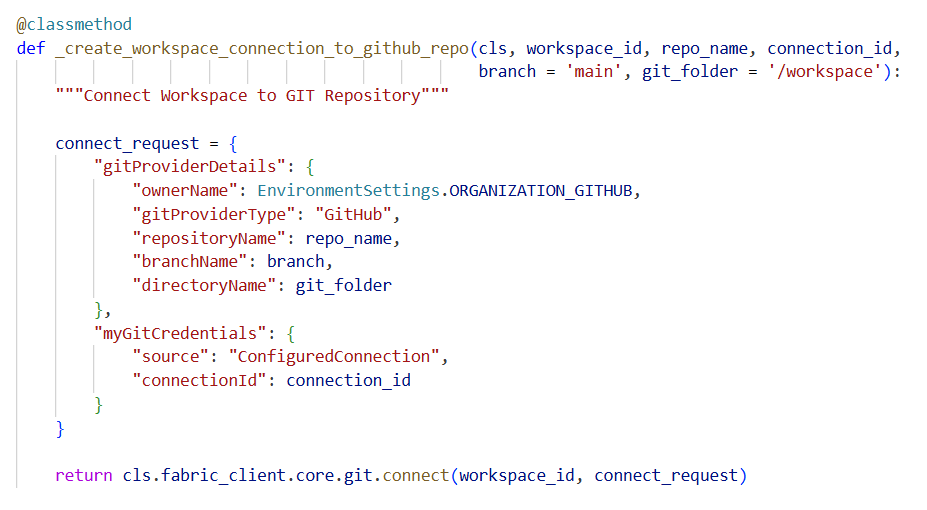 @classmethod
def _create_workspace_connection_to_github_repo(cls, workspace_id, repo_name, connection_id,
                                                branch = 'main', git_folder = '/workspace'):
    """Connect Workspace to GIT Repository"""

    connect_request = {
        "gitProviderDetails": {
            "ownerName": EnvironmentSettings.ORGANIZATION_GITHUB,
            "gitProviderType": "GitHub",
            "repositoryName": repo_name,
            "branchName": branch,
            "directoryName": git_folder
        },
        "myGitCredentials": {
            "source": "ConfiguredConnection",
            "connectionId": connection_id
        }
    }

    return cls.fabric_client.core.git.connect(workspace_id, connect_request)